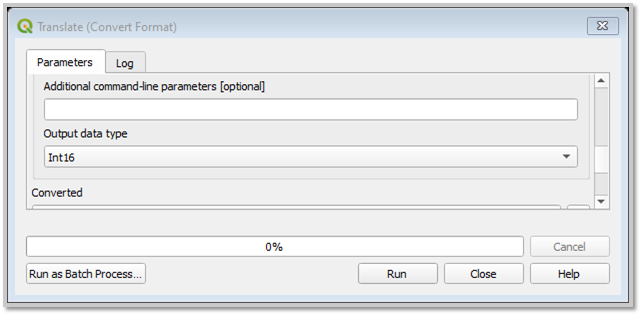 Translate (Convert Format)
Parameters Log
Additional command-line parameters [optional]
Output data type
Int16
Converted
0% Cancel
Run as Batch Process... Run Close Help